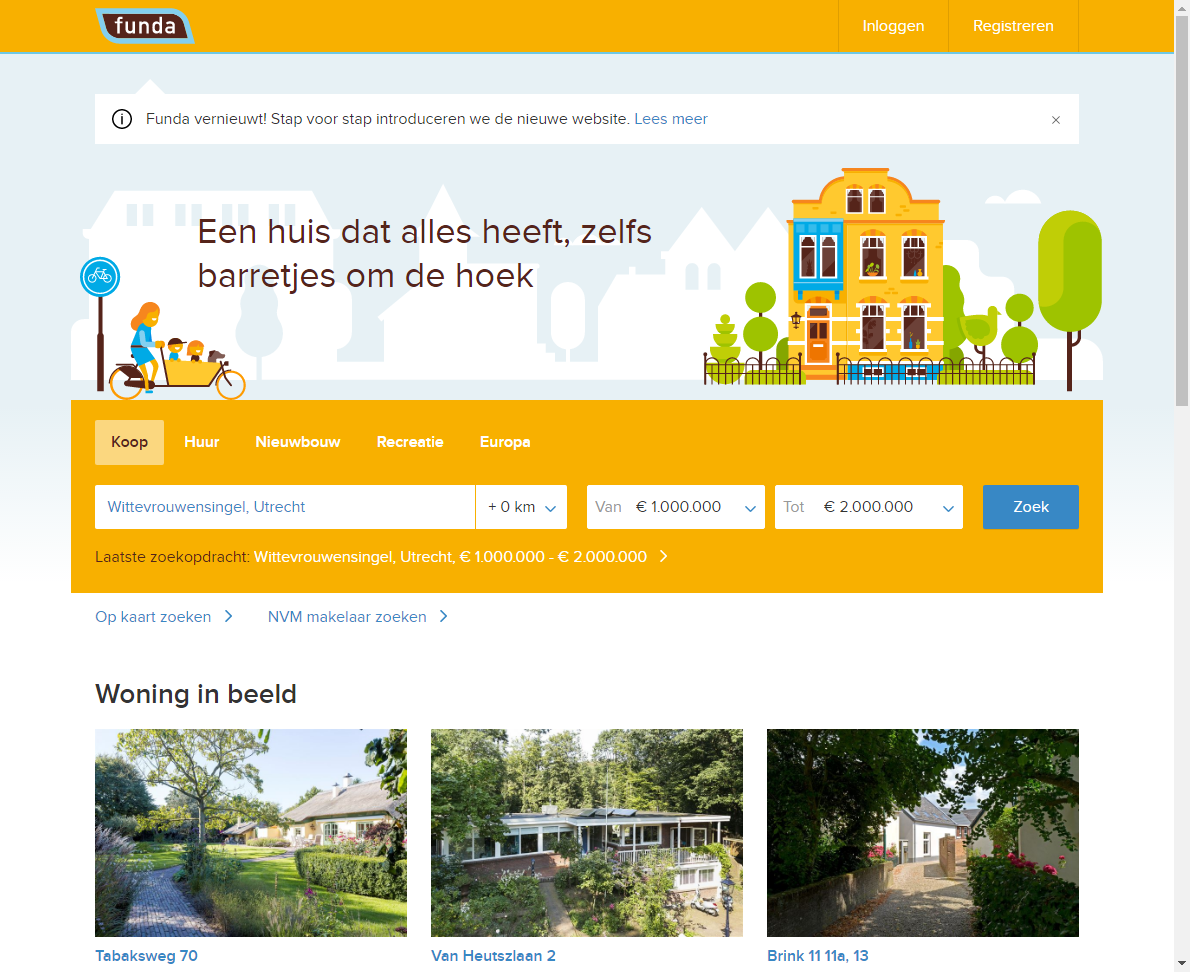 funda
Inloggen
Registreren
Funda vernieuwt! Stap voor stap introduceren we de nieuwe website. Lees meer
Een huis dat alles heeft, zelfs
barretjes om de hoek
Koop Huur Nieuwbouw Recreatie Europa
Wittevrouwensingel, Utrecht + 0 km Van € 1.000.000 Tot € 2.000.000 Zoek
Laatste zoekopdracht: Wittevrouwensingel, Utrecht, € 1.000.000 - € 2.000.000
Op kaart zoeken NVM makelaar zoeken
Woning in beeld
Tabaksweg 70 Van Heutszlaan 2 Brink 11 11a, 13